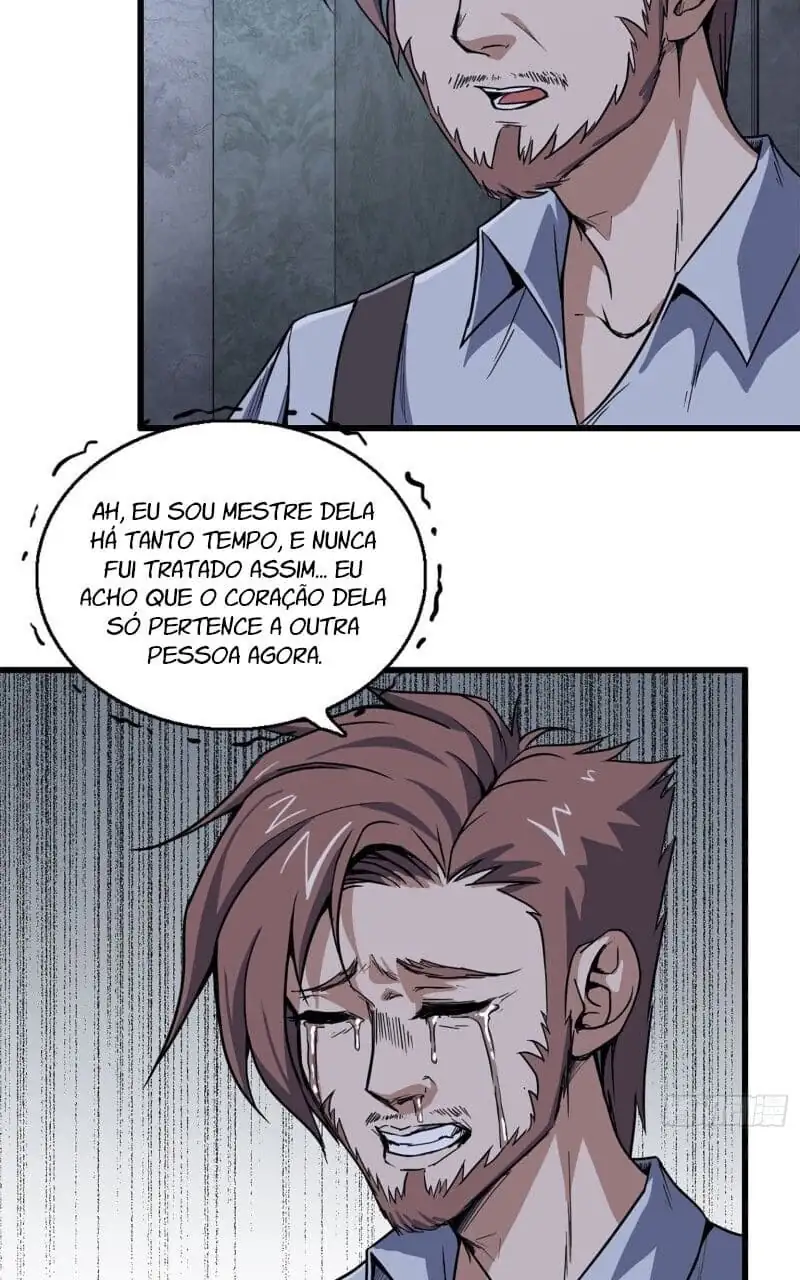 AH, EU SOU MESTRE DELA
HÁ TANTO TEMPO, E NUNCA
FUI TRATADO ASSIM... EU
ACHO QUE O CORAÇÃO DELA
SÓ PERTENCE A OUTRA
PESSOA AGORA.